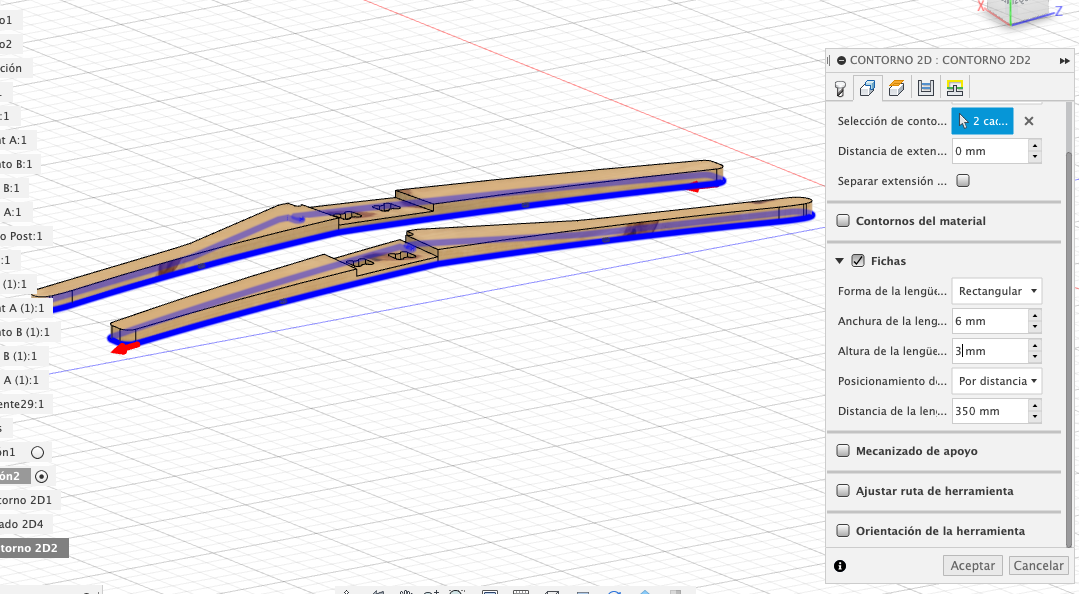 o1
o2
ción
:1
t A:1
to B:1
B:1
A:1
o Post:1
:1
(1):1
t A (1):1
to B (1):1
B (1):1
A (1):1
ente29:1
s
ón1
ón2
torno 2D1
ado 2D4
torno 2D2
X
Z
CONTORNO 2D : CONTORNO 2D2
Selección de conto... 2 cac...
Distancia de exten... 0 mm
Separar extensión ...
Contornos del material
Fichas
Forma de la lengüe... Rectangular
Anchura de la leng... 6 mm
Altura de la lengüe... 3 mm
Posicionamiento d... Por distancia
Distancia de la len... 350 mm
Mecanizado de apoyo
Ajustar ruta de herramienta
Orientación de la herramienta
Aceptar
Cancelar